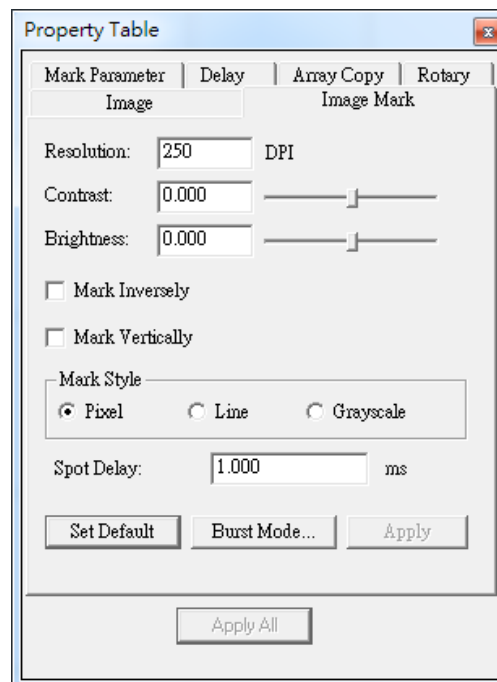 Property Table
Mark Parameter Delay Array Copy Rotary
Image Image Mark
Resolution: 250 DPI
Contrast: 0.000
Brightness: 0.000
Mark Inversely
Mark Vertically
Mark Style
Pixel Line Grayscale
Spot Delay: 1.000 ms
Set Default Burst Mode... Apply
Apply All